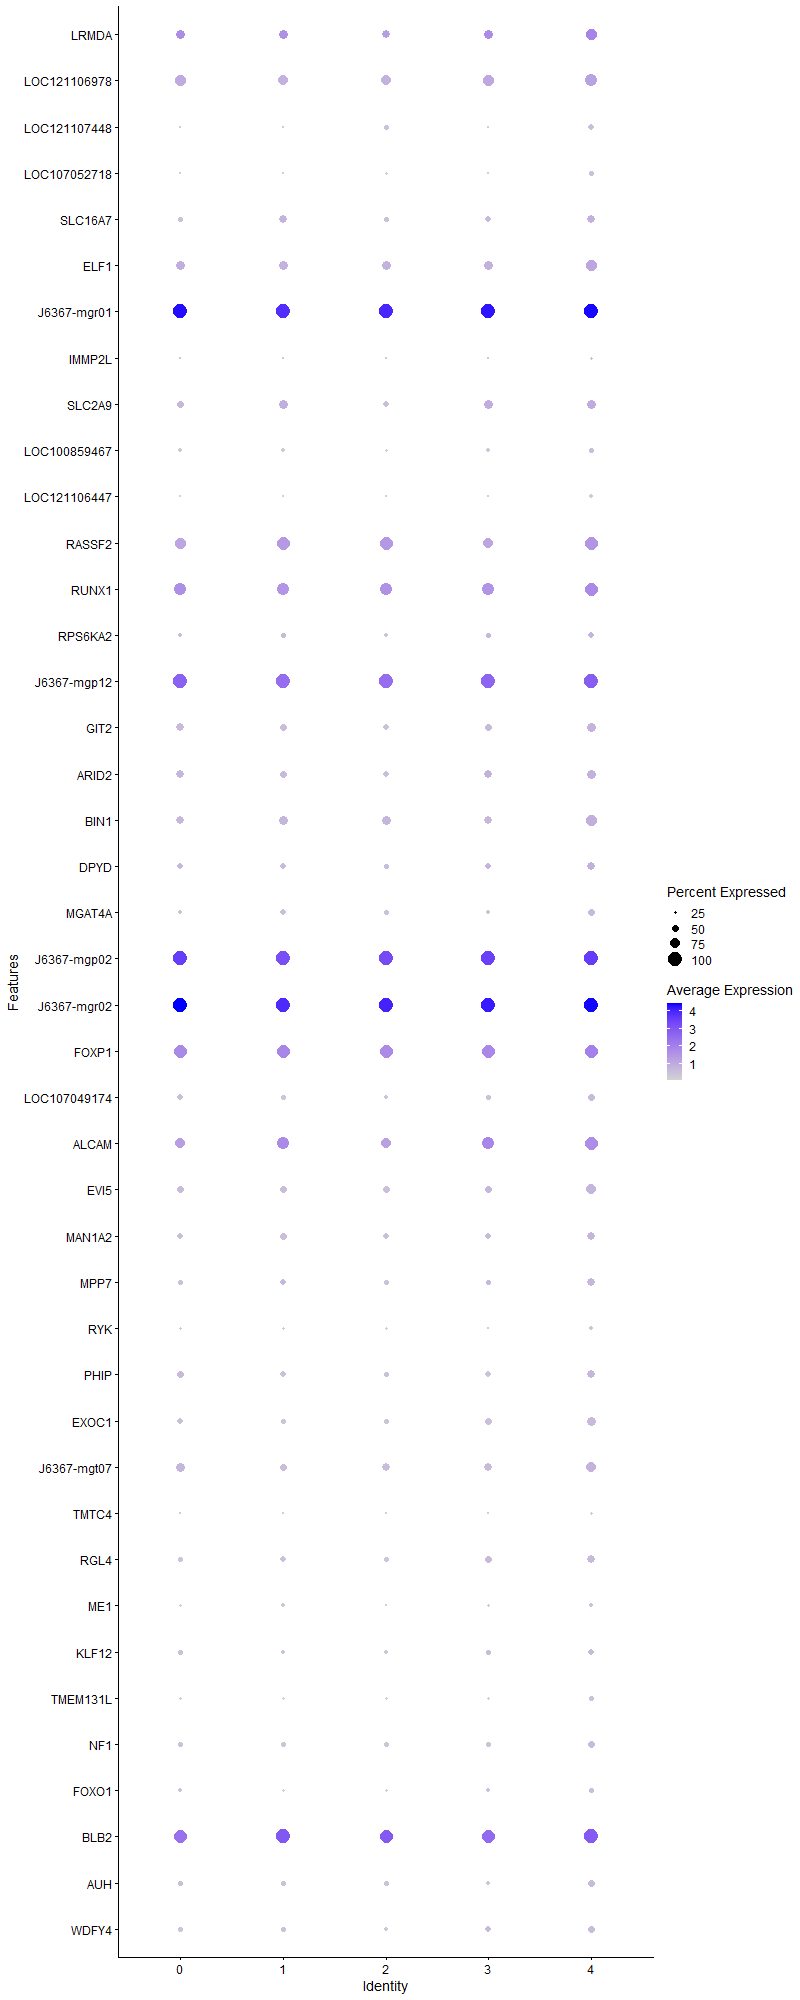 LRMDA
LOC121106978
LOC121107448
LOC107052718
SLC16A7
ELF1
J6367-mgr01
IMMP2L
SLC2A9
LOC100859467
LOC121106447
RASSF2
RUNX1
RPS6KA2
J6367-mgp12
GIT2
ARID2
BIN1
DPYD
MGAT4A
J6367-mgp02
J6367-mgr02
FOXP1
LOC107049174
ALCAM
EVI5
MAN1A2
MPP7
RYK
PHIP
EXOC1
J6367-mgt07
TMTC4
RGL4
ME1
KLF12
TMEM131L
NF1
FOXO1
BLB2
AUH
WDFY4
Features
0 1 2 3 4
Identity
Percent Expressed
25
50
75
100
Average Expression
4
3
2
1